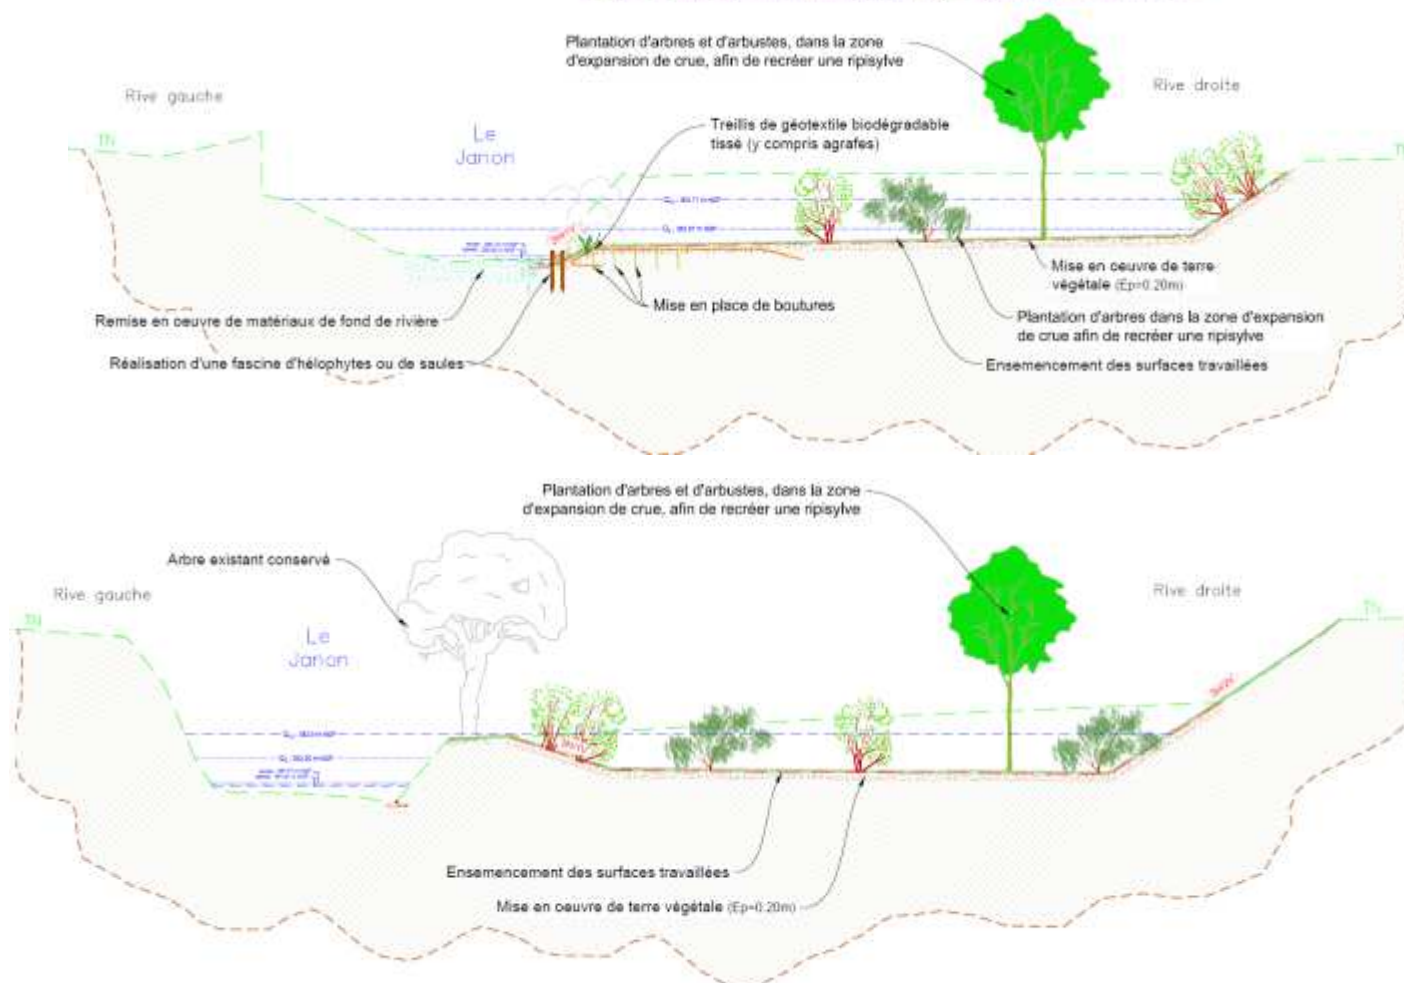 Plantation d'arbres et d'arbustes, dans la zone
d'expansion de crue, afin de recréer une ripisylve
Rive gauche
Rive droite
TN
Le
Janon
Treillis de géotextile biodégradable
tissé (y compris agrafes)
Mise en oeuvre de terre
végétale (Ep=0.20m)
Mise en place de boutures
Remise en oeuvre de matériaux de fond de rivière
Plantation d'arbres dans la zone d'expansion
de crue afin de recréer une ripisylve
Réalisation d'une fascine d'hélophytes ou de saules
Ensemencement des surfaces travaillées
Plantation d'arbres et d'arbustes, dans la zone
d'expansion de crue, afin de recréer une ripisylve
Arbre existant conservé
Rive gauche
Rive droite
TN
TN
Le
Janon
Ensemencement des surfaces travaillées
Mise en oeuvre de terre végétale (Ep=0.20m)